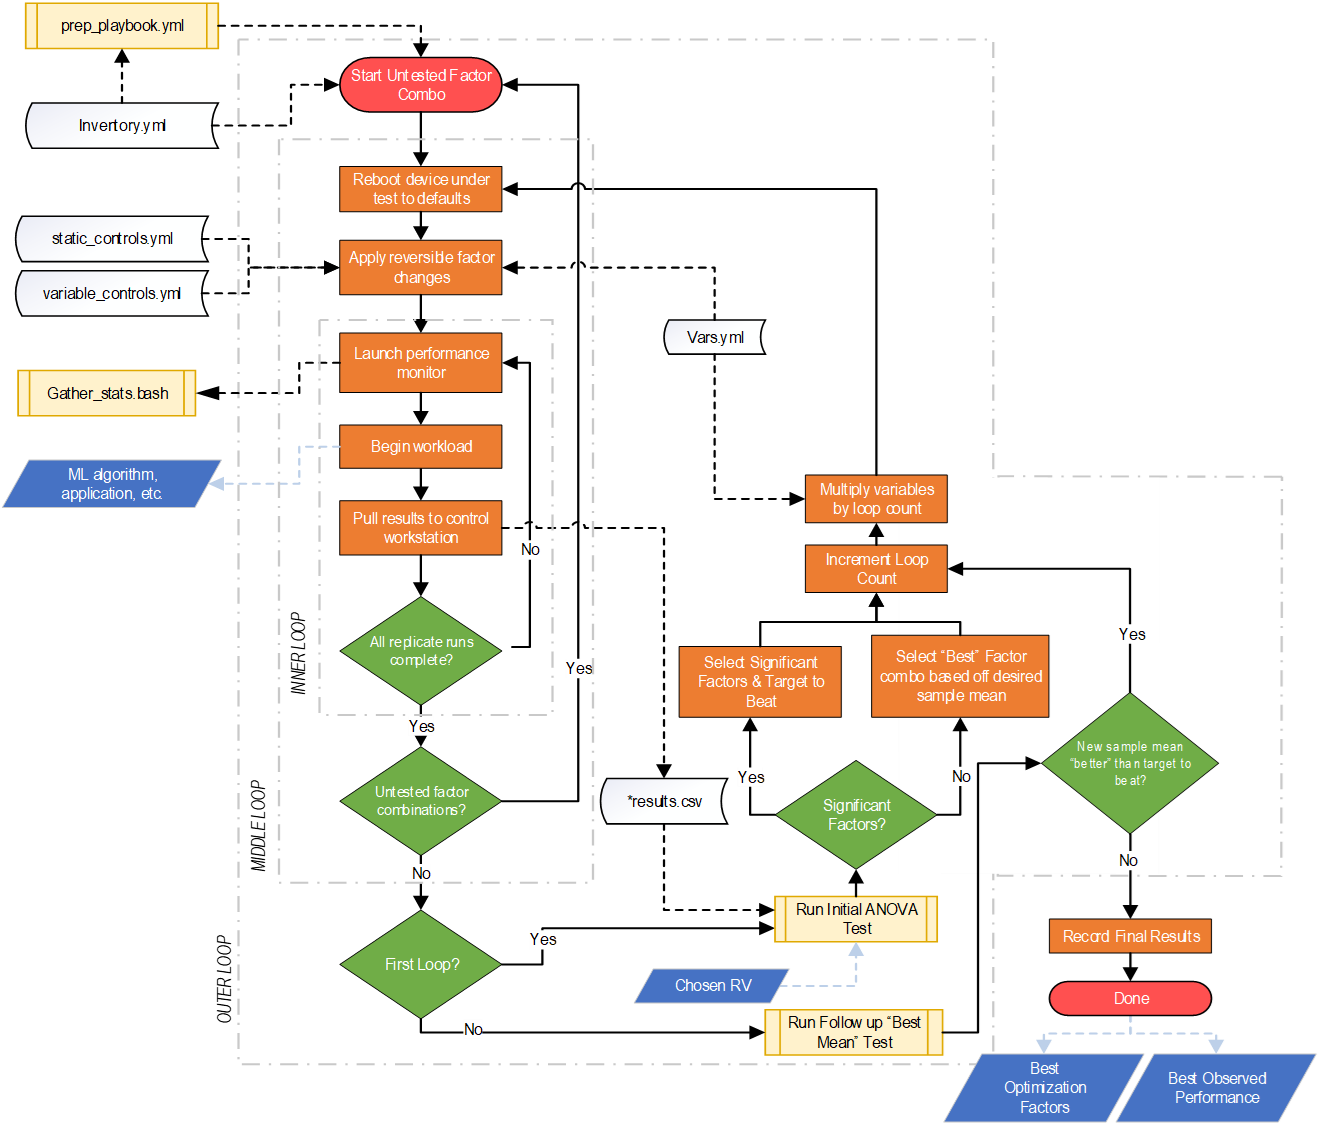 prep_playbook.yml
Start Untested Factor
Combo
Inventory.yml
Reboot device under
test to defaults
static_controls.yml
Apply reversible factor
changes
variable_controls.yml
Vars.yml
Launch performance
monitor
Gather_stats.bash
Begin workload
ML algorithm,
application, etc.
Multiply variables
by loop count
Pull results to control
workstation
No
Increment Loop
Count
All replicate runs
complete?
INNER LOOP
Yes
Yes
Select Significant
Factors & Target to
Beat
Select “Best” Factor
combo based off desired
sample mean
Yes
Yes
No
New sample mean
“better” than target to
beat?
Untested factor
combinations?
*results.csv
Significant
Factors?
MIDDLE LOOP
No
No
Run Initial ANOVA
Test
Record Final Results
Yes
First Loop?
OUTER LOOP
Chosen RV
Done
No
Run Follow up “Best
Mean” Test
Best
Optimization
Factors
Best Observed
Performance